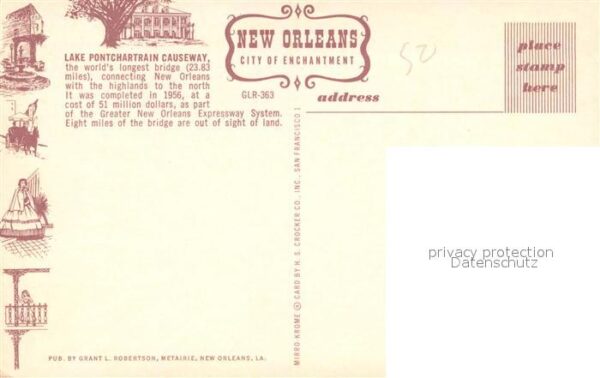 LAKE PONTCHARTRAIN CAUSEWAY,
the world's longest bridge (23.83
miles), connecting New Orleans
with the highlands to the north
It was completed in 1956, at a
cost of 51 million dollars, as part
of the Greater New Orleans Expressway System.
Eight miles of the bridge are out of sight of land.
NEW ORLEANS
CITY OF ENCHANTMENT
GLR-363
address
50
place
stamp
here
MIRRO KROME ® CARD BY H. S. CROCKER CO., INC., SAN FRANCISCO 1
privacy protection
Datenschutz
PUB. BY GRANT L. ROBERTSON, METAIRIE, NEW ORLEANS, LA.